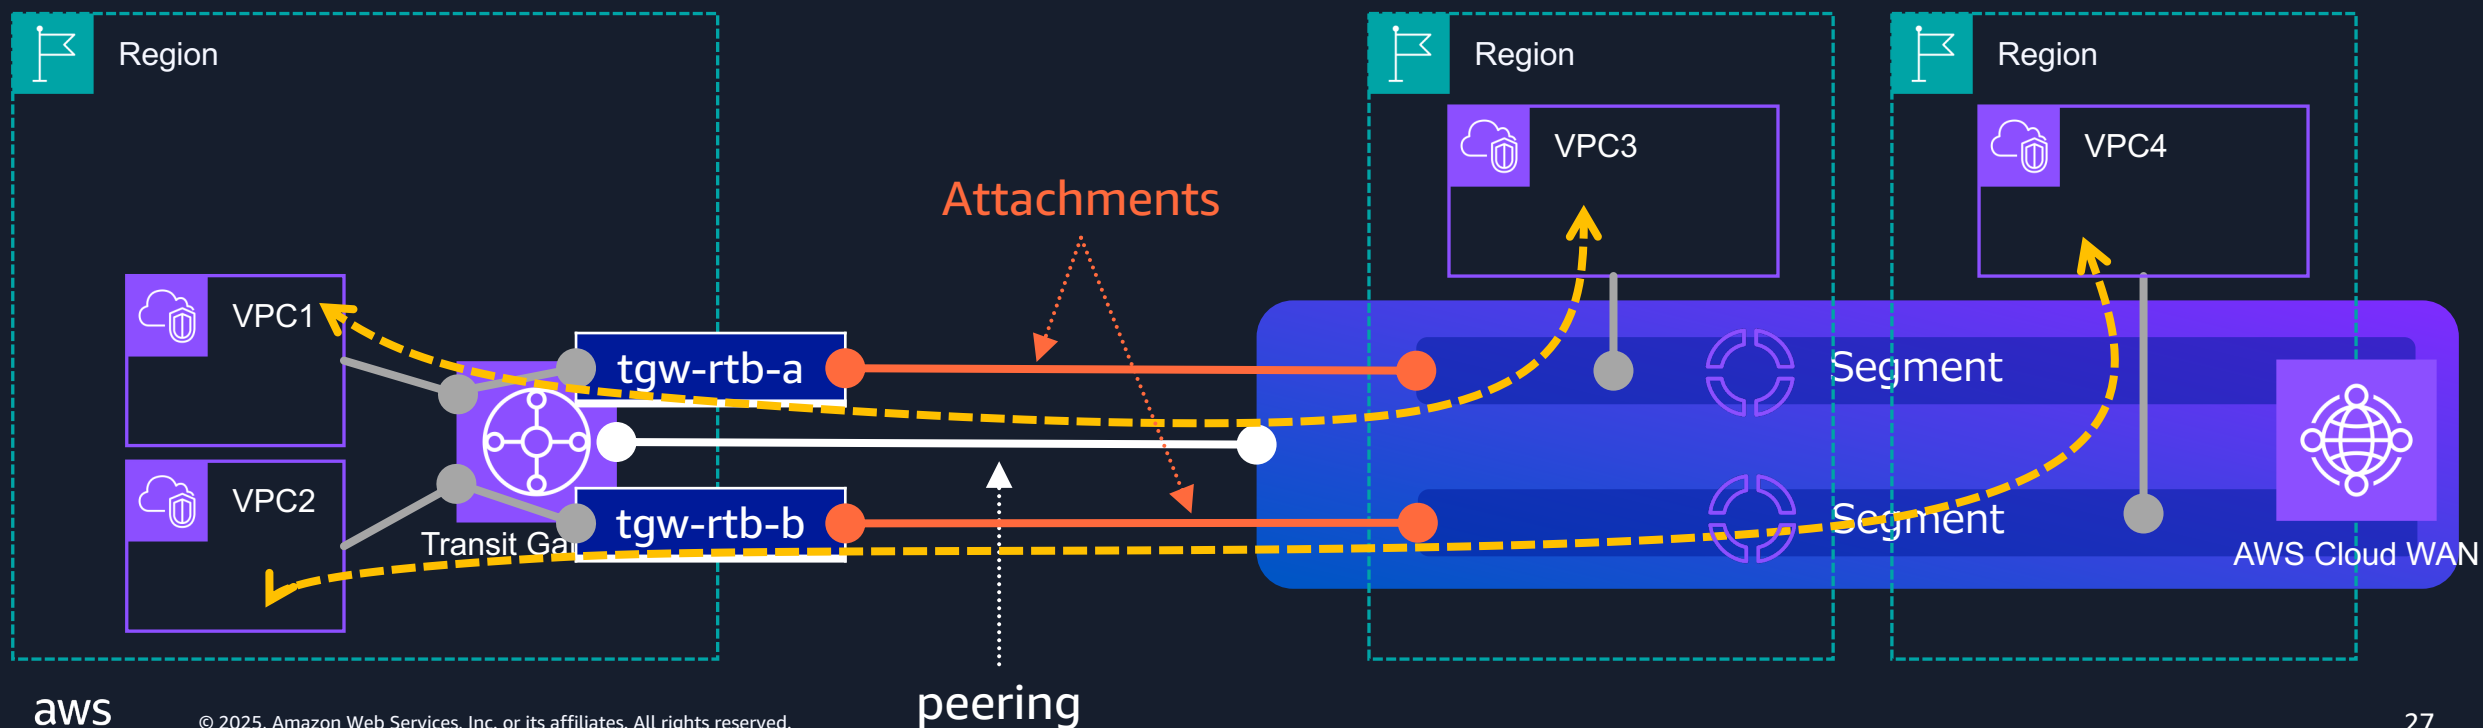 Region
Region
Region
VPC3
VPC4
Attachments
VPC1
tgw-rtb-a
Segment
VPC2
tgw-rtb-b
Segment
Transit Ga
AWS Cloud WAN
peering
aws
© 2025, Amazon Web Services, Inc. or its affiliates. All rights reserved.
27